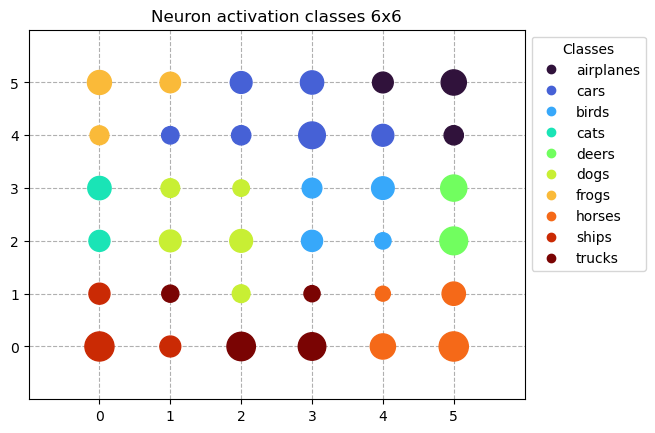 Neuron activation classes 6x6
Classes
airplanes
cars
birds
cats
deers
dogs
frogs
horses
ships
trucks
5
4
3
2
1
0
0 1 2 3 4 5